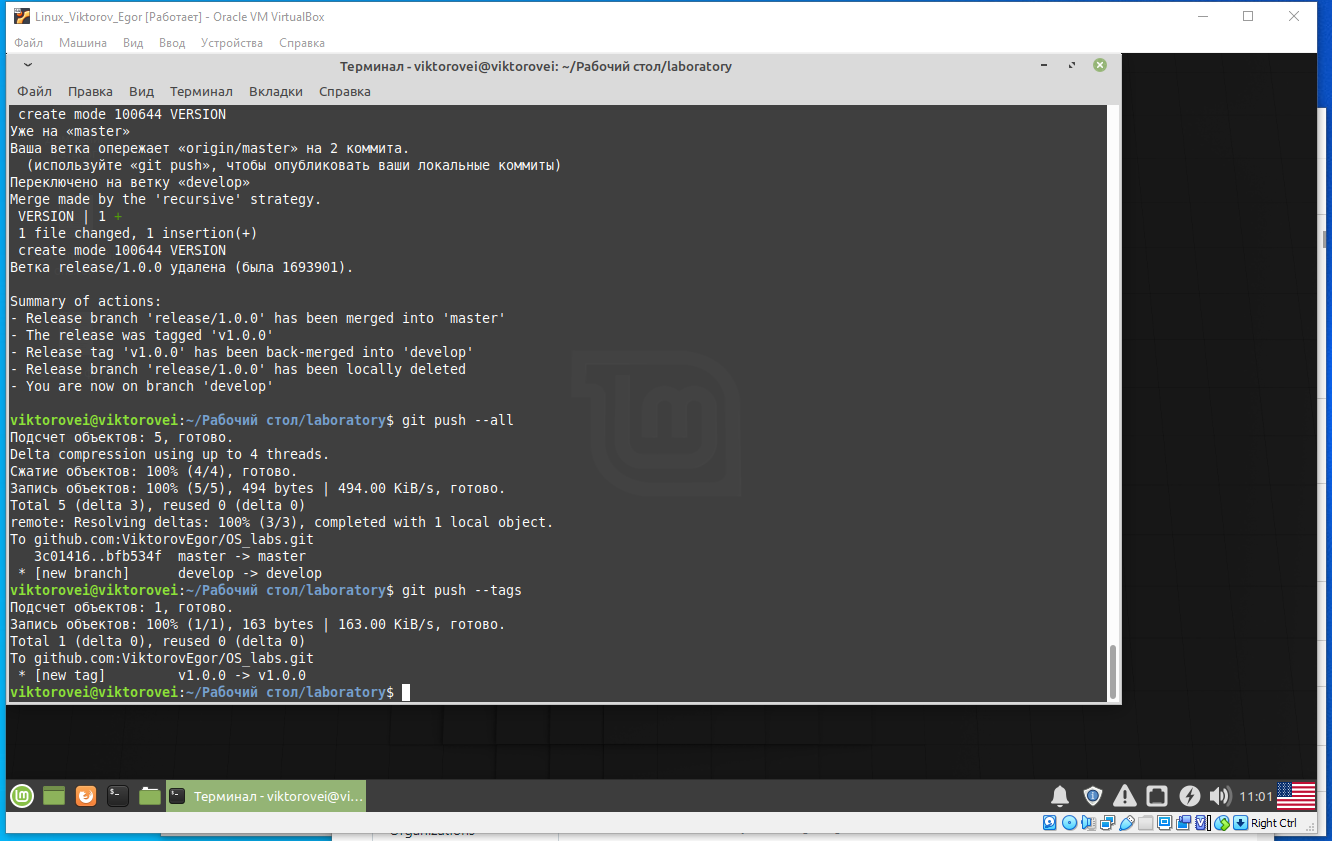 Linux_Viktorov_Egor [Работает] - Oracle VM VirtualBox
Файл Машина Вид Ввод Устройства Справка
Терминал - viktorovei@viktorovei: ~/Рабочий стол/laboratory
Файл Правка Вид Терминал Вкладки Справка
create mode 100644 VERSION
Уже на «master»
Ваша ветка опережает «origin/master» на 2 коммита.
(используйте «git push», чтобы опубликовать ваши локальные коммиты)
Переключено на ветку «develop»
Merge made by the 'recursive' strategy.
VERSION | 1 +
1 file changed, 1 insertion(+)
create mode 100644 VERSION
Ветка release/1.0.0 удалена (была 1693901).
Summary of actions:
- Release branch 'release/1.0.0' has been merged into 'master'
- The release was tagged 'v1.0.0'
- Release tag 'v1.0.0' has been back-merged into 'develop'
- Release branch 'release/1.0.0' has been locally deleted
- You are now on branch 'develop'
viktorovei@viktorovei:~/Рабочий стол/laboratory$ git push --all
Подсчет объектов: 5, готово.
Delta compression using up to 4 threads.
Сжатие объектов: 100% (4/4), готово.
Запись объектов: 100% (5/5), 494 bytes | 494.00 KiB/s, готово.
Total 5 (delta 3), reused 0 (delta 0)
remote: Resolving deltas: 100% (3/3), completed with 1 local object.
To github.com:ViktorovEgor/OS_labs.git
3c01416..bfb534f master -> master
* [new branch] develop -> develop
viktorovei@viktorovei:~/Рабочий стол/laboratory$ git push --tags
Подсчет объектов: 1, готово.
Запись объектов: 100% (1/1), 163 bytes | 163.00 KiB/s, готово.
Total 1 (delta 0), reused 0 (delta 0)
To github.com:ViktorovEgor/OS_labs.git
* [new tag] v1.0.0 -> v1.0.0
viktorovei@viktorovei:~/Рабочий стол/laboratory$
Терминал - viktorovei@vi... 11:01
Right Ctrl